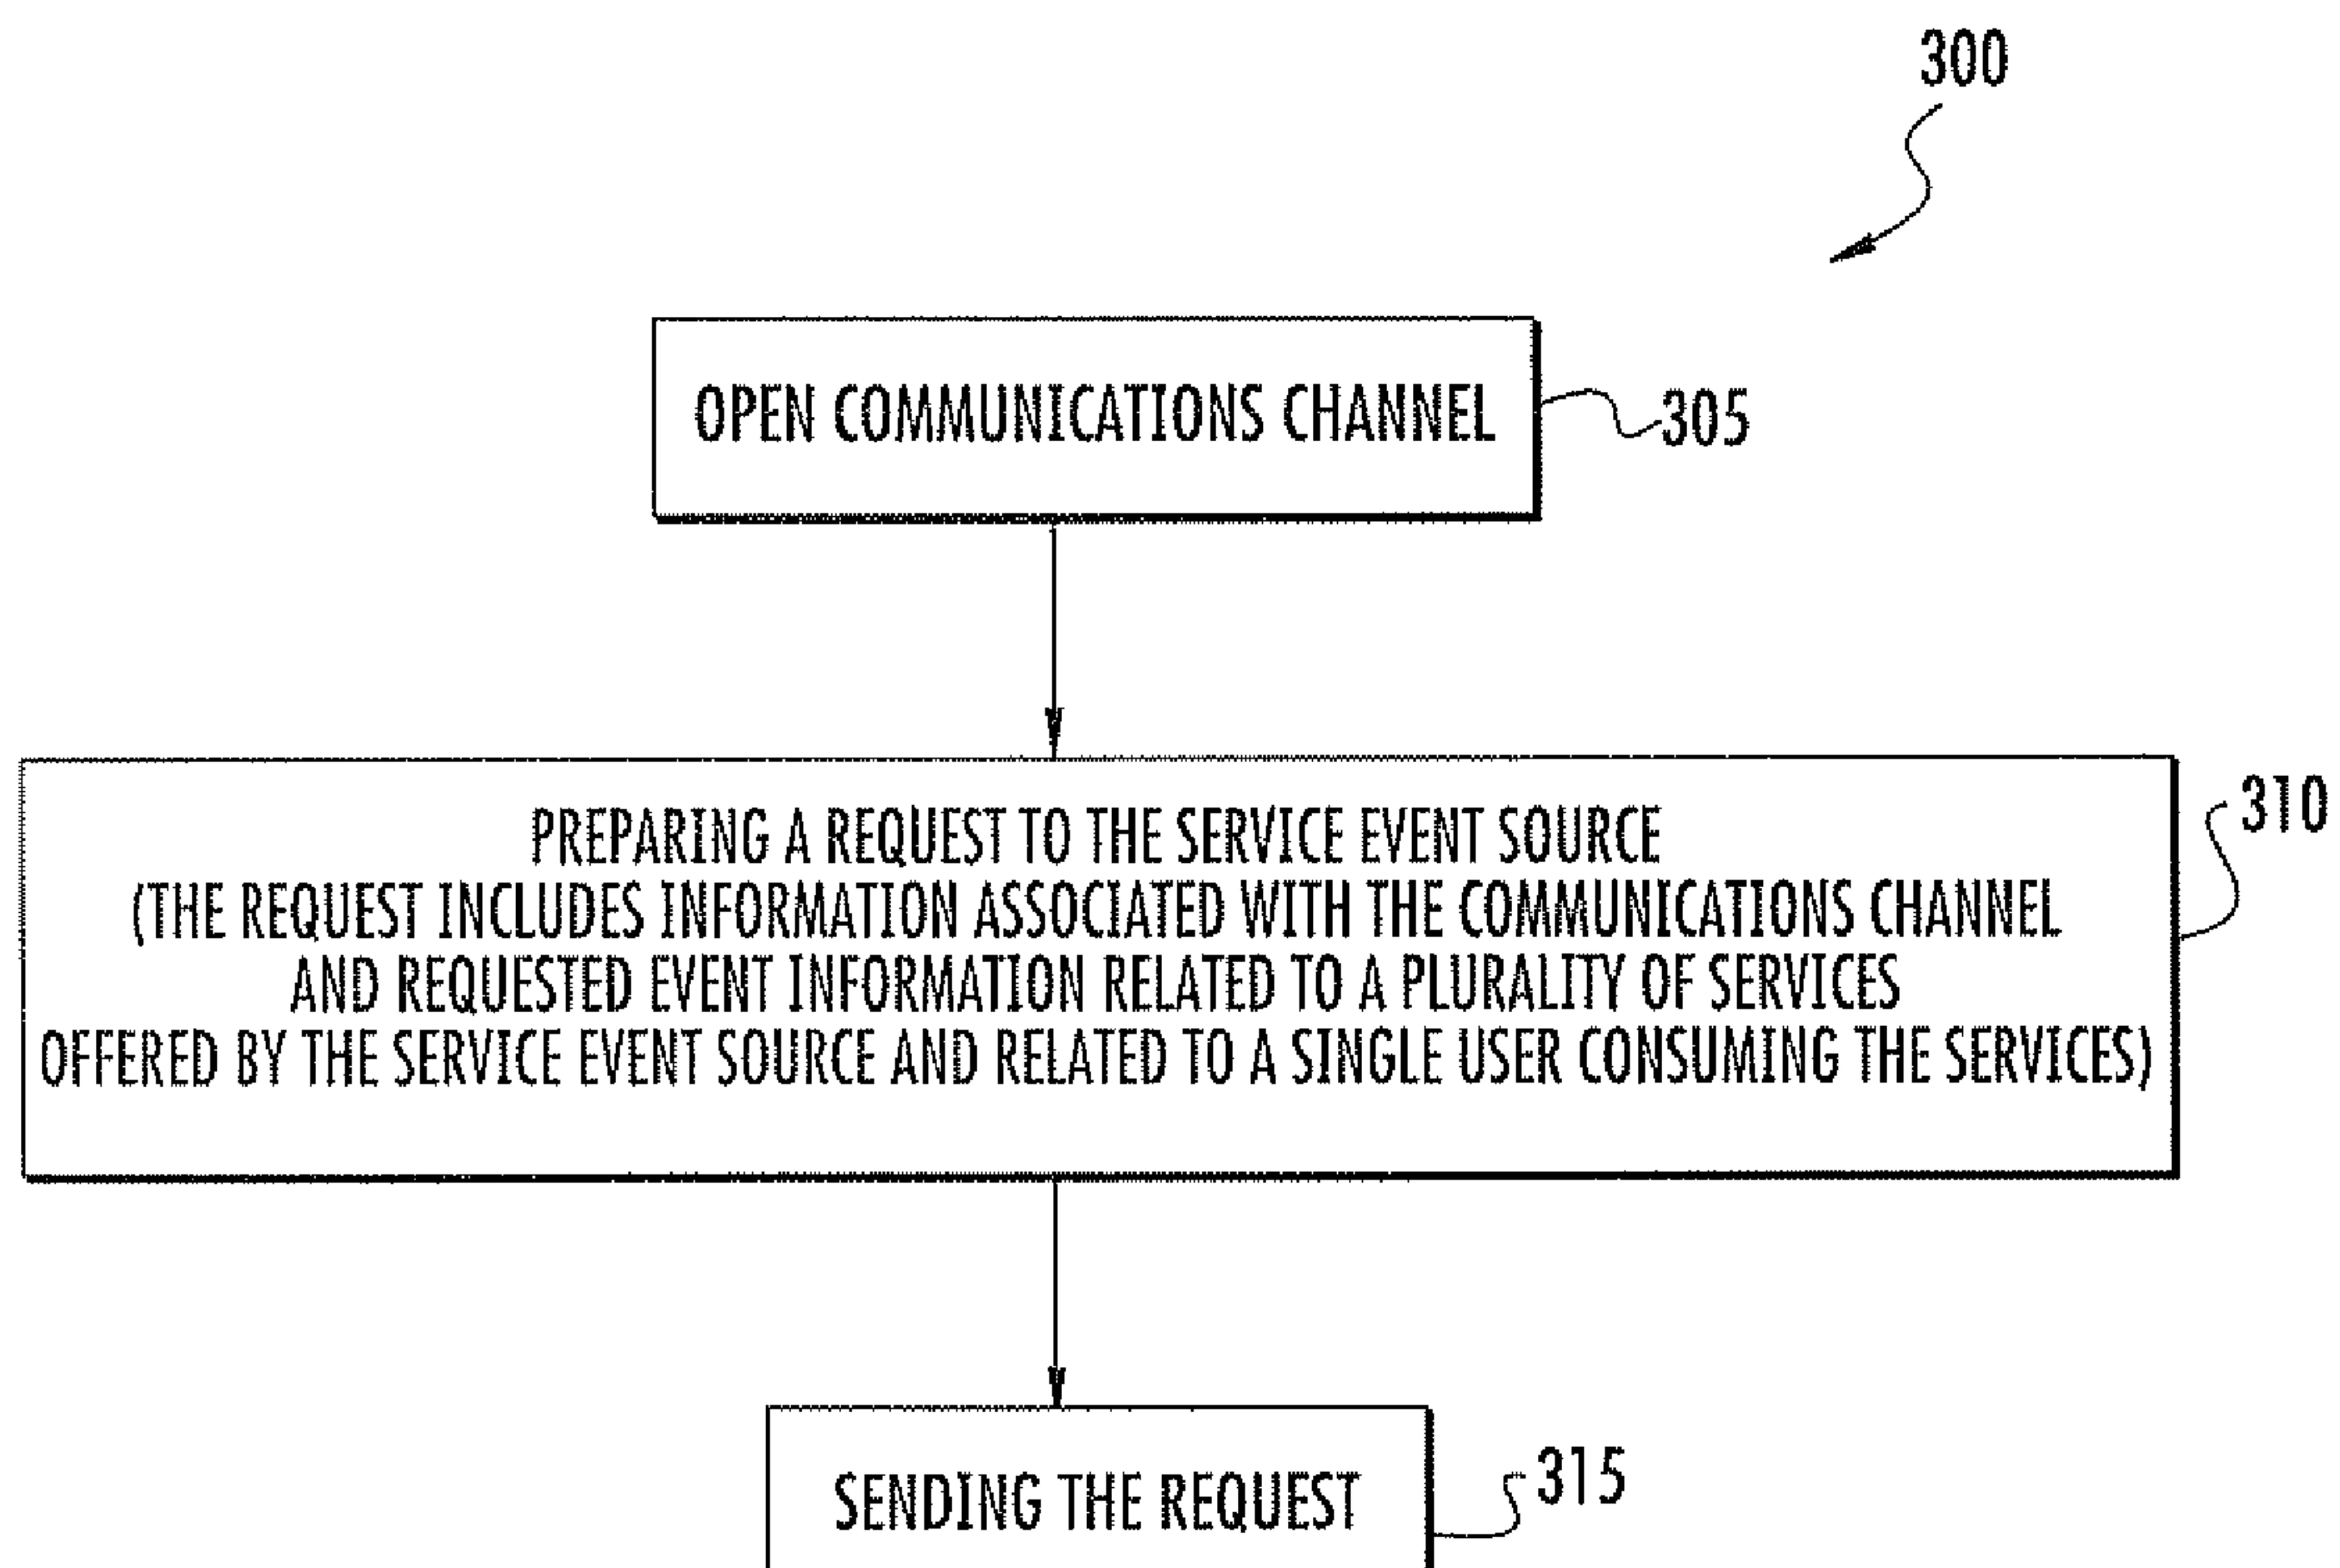 300
OPEN COMMUNICATIONS CHANNEL
305
PREPARING A REQUEST TO THE SERVICE EVENT SOURCE
(THE REQUEST INCLUDES INFORMATION ASSOCIATED WITH THE COMMUNICATIONS CHANNEL
AND REQUESTED EVENT INFORMATION RELATED TO A PLURALITY OF SERVICES
OFFERED BY THE SERVICE EVENT SOURCE AND RELATED TO A SINGLE USER CONSUMING THE SERVICES)
310
SENDING THE REQUEST
315